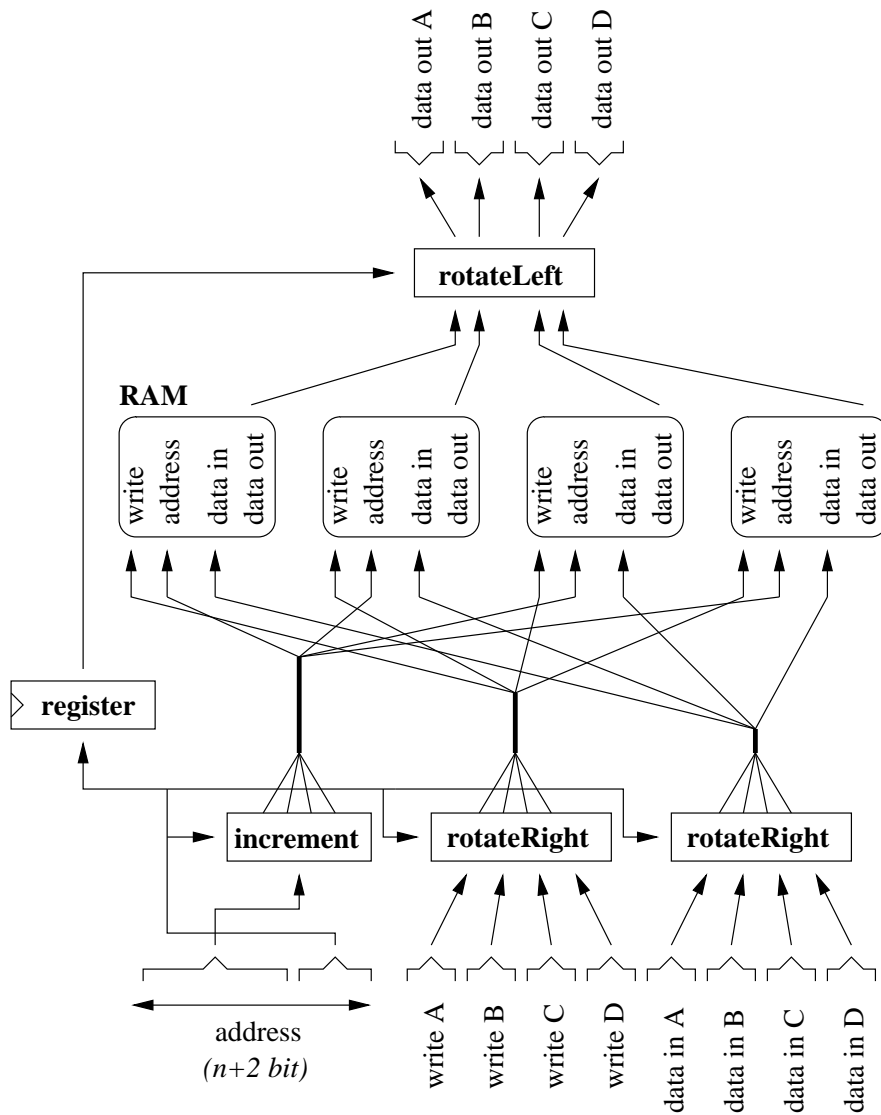 data out A
data out B
data out C
data out D
rotateLeft
RAM
write
address
data in
data out
write
address
data in
data out
write
address
data in
data out
write
address
data in
data out
register
increment
rotateRight
rotateRight
address
(n+2 bit)
write A
write B
write C
write D
data in A
data in B
data in C
data in D